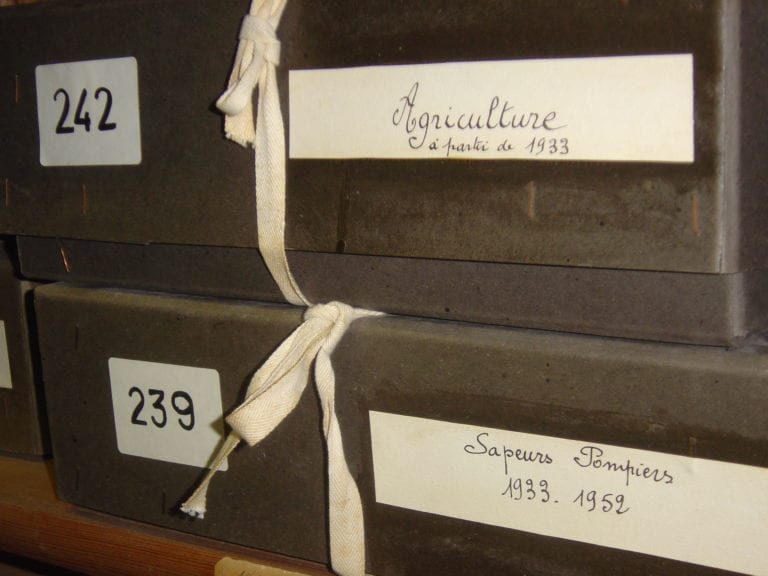 242
Agriculture
à partir de 1933
239
Sapeurs Pompiers
1933. 1952